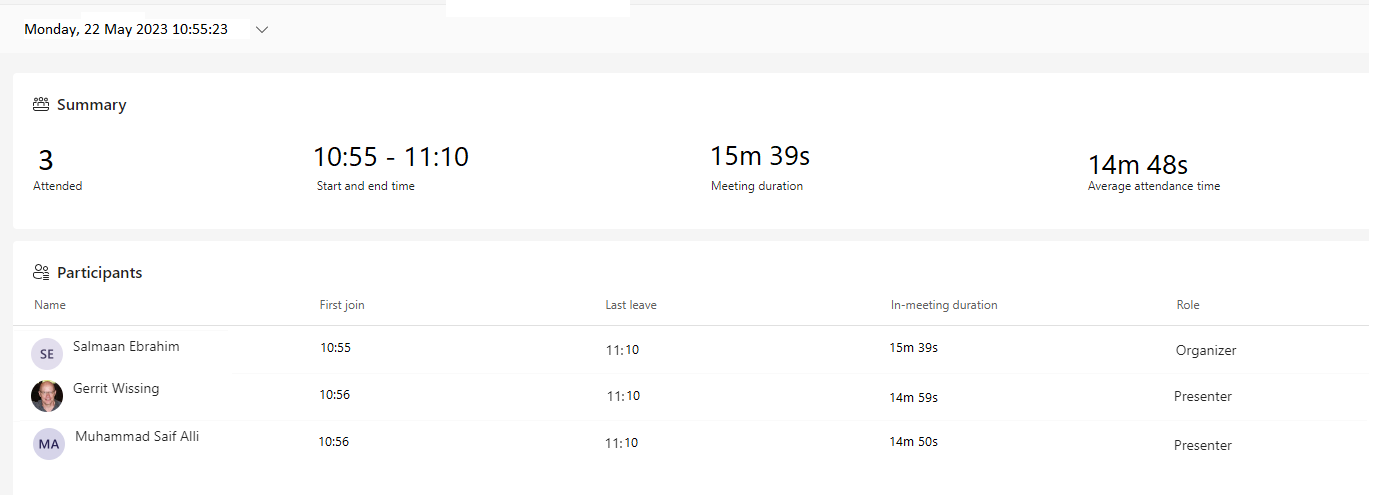 Monday, 22 May 2023 10:55:23
Summary
3 10:55 - 11:10 15m 39s 14m 48s
Attended Start and end time Meeting duration Average attendance time
Participants
Name First join Last leave In-meeting duration Role
SE Salmaan Ebrahim 10:55 11:10 15m 39s Organizer
Gerrit Wissing 10:56 11:10 14m 59s Presenter
MA Muhammad Saif Alli 10:56 11:10 14m 50s Presenter